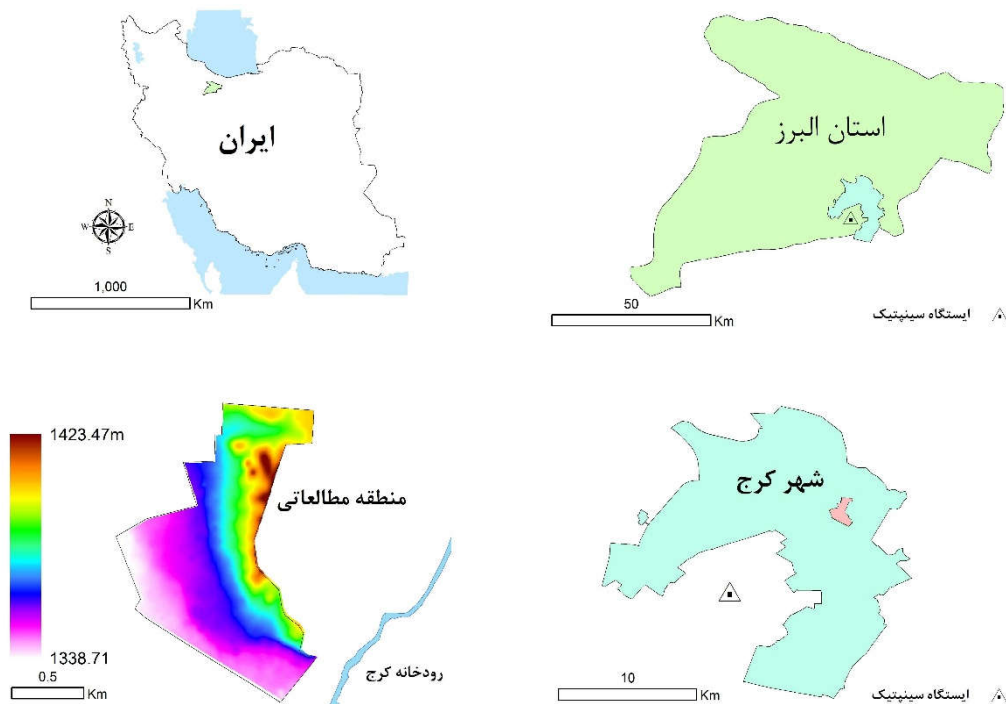 ایران
N
W
E
S
1,000
Km
استان البرز
50
Km
ایستگاه سینپتیک
1423.47m
منطقه مطالعاتی
1338.71
0.5
Km
رودخانه کرج
شهر کرج
10
Km
ایستگاه سینپتیک